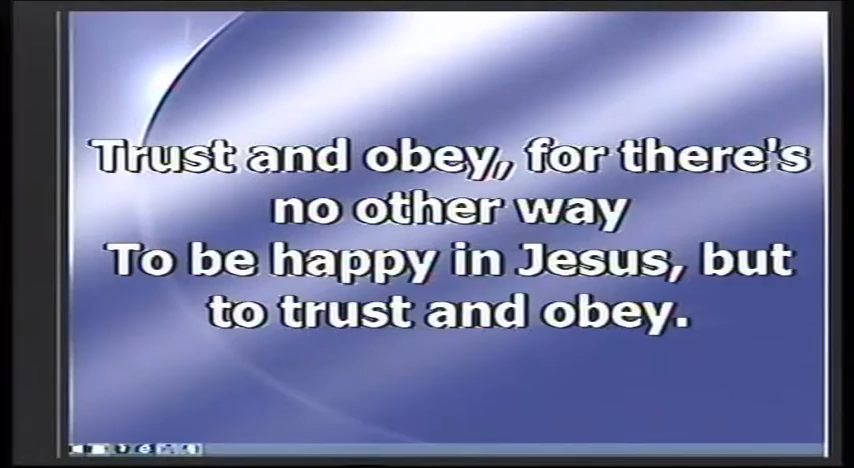 Trust and obey, for there's
no other way
To be happy in Jesus, but
to trust and obey.